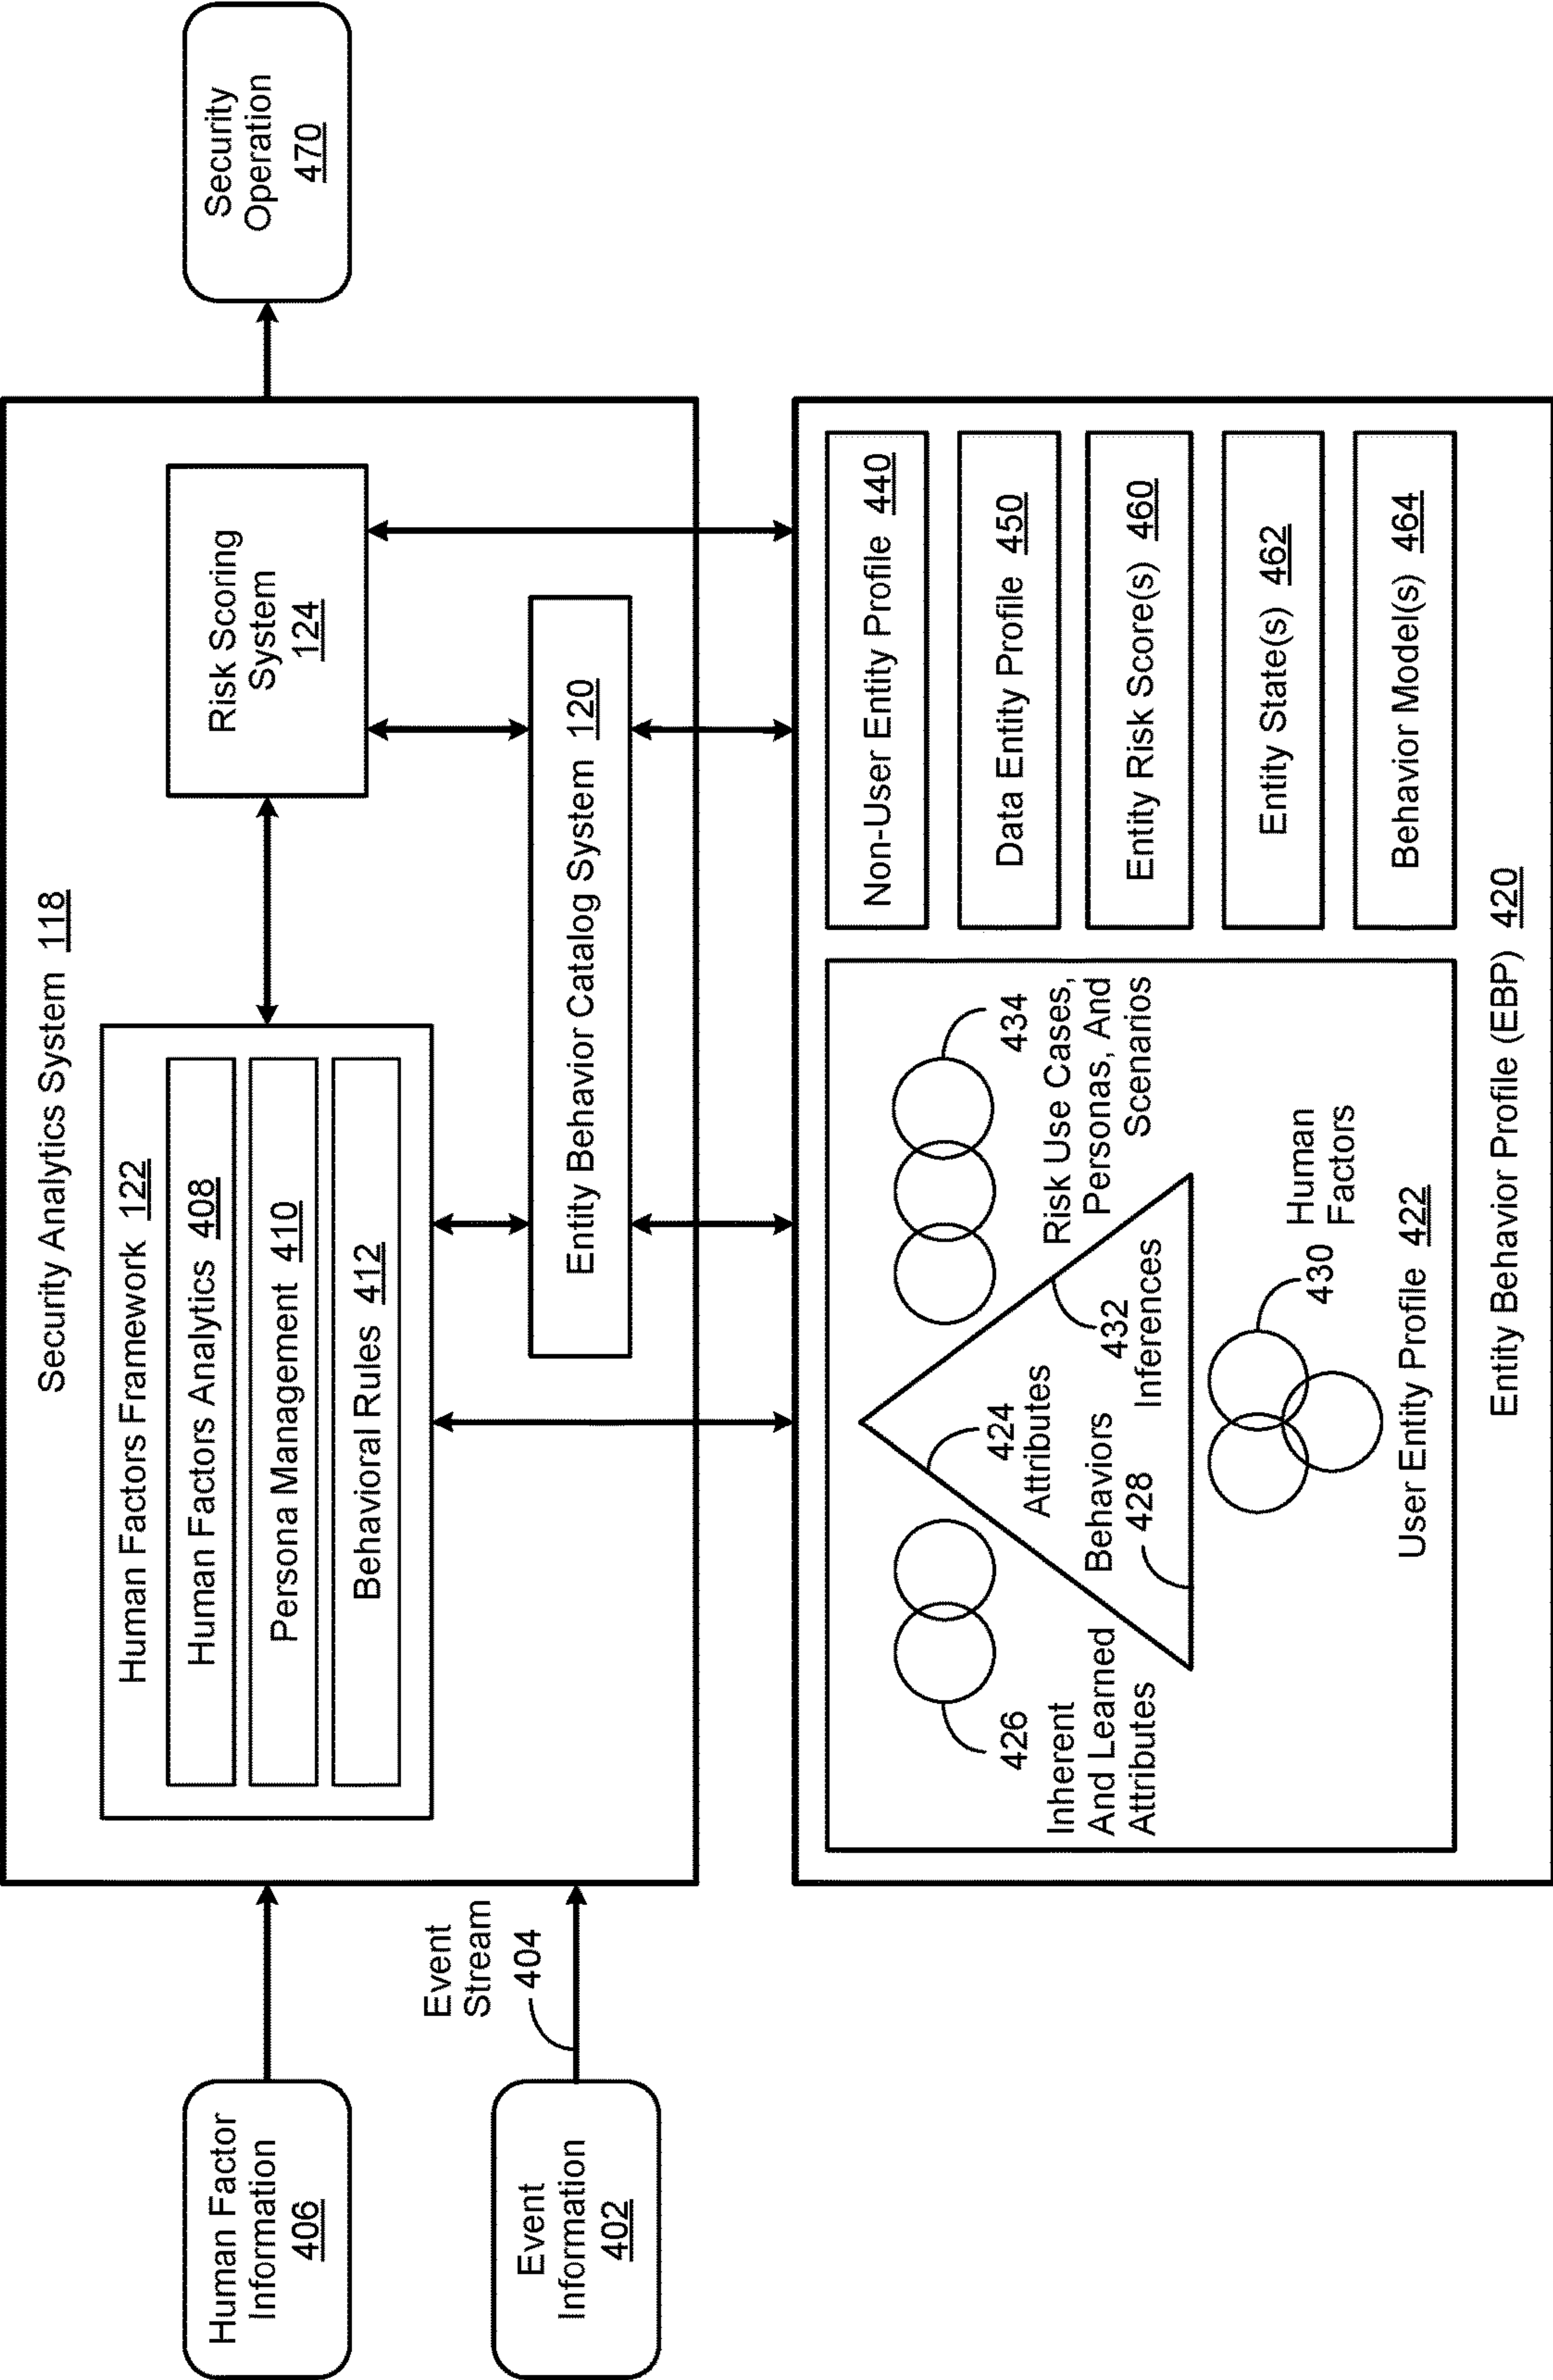 Security Analytics System 118
Human Factor
Information
406
Human Factors Framework 122
Human Factors Analytics 408
Persona Management 410
Behavioral Rules 412
Risk Scoring
System
124
Security
Operation
470
Event
Stream
404
Event
Information
402
Entity Behavior Catalog System 120
426
Inherent
And Learned
Attributes
424
Attributes
Behaviors
428
432
Inferences
434
Risk Use Cases,
Personas, And
Scenarios
430
Human
Factors
User Entity Profile 422
Non-User Entity Profile 440
Data Entity Profile 450
Entity Risk Score(s) 460
Entity State(s) 462
Behavior Model(s) 464
Entity Behavior Profile (EBP) 420